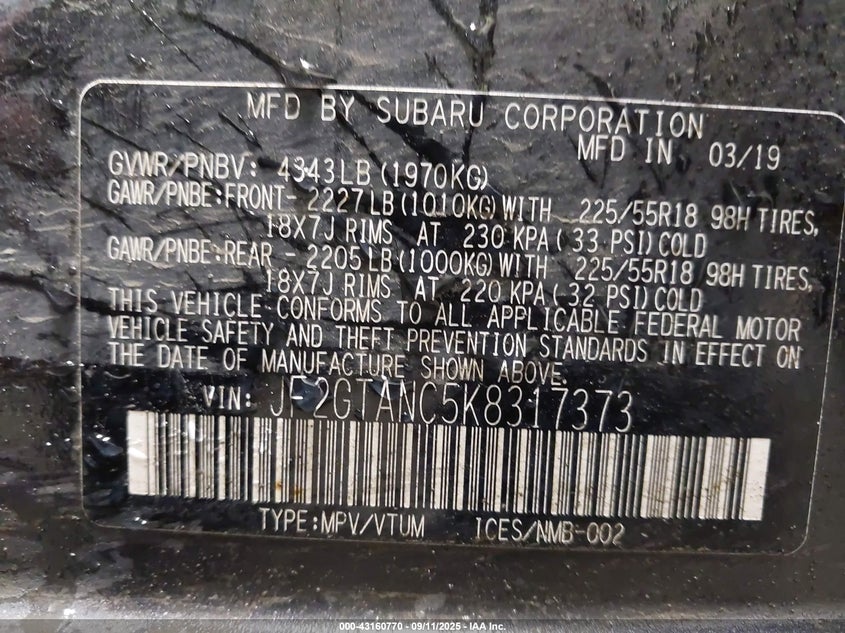 MFD BY SUBARU CORPORATION
MFD IN 03/19
GVWR/PNBV: 4343LB(1970KG)
GAWR/PNBE:FRONT- 2227LB(1010KG)WITH 225/55R18 98H TIRES,
18X7J RIMS AT 230 KPA(33 PSI)COLD
GAWR/PNBE:REAR - 2205LB(1000KG)WITH 225/55R18 98H TIRES,
18X7J RIMS AT 220 KPA(32 PSI)COLD
THIS VEHICLE CONFORMS TO ALL APPLICABLE FEDERAL MOTOR
VEHICLE SAFETY AND THEFT PREVENTION STANDARDS IN EFFECT ON
THE DATE OF MANUFACTURE SHOWN ABOVE.
VIN: JF2GTANC5K8317373
TYPE:MPV/VTUM ICES/NMB-002
000-43160770 - 09/11/2025 - IAA Inc.